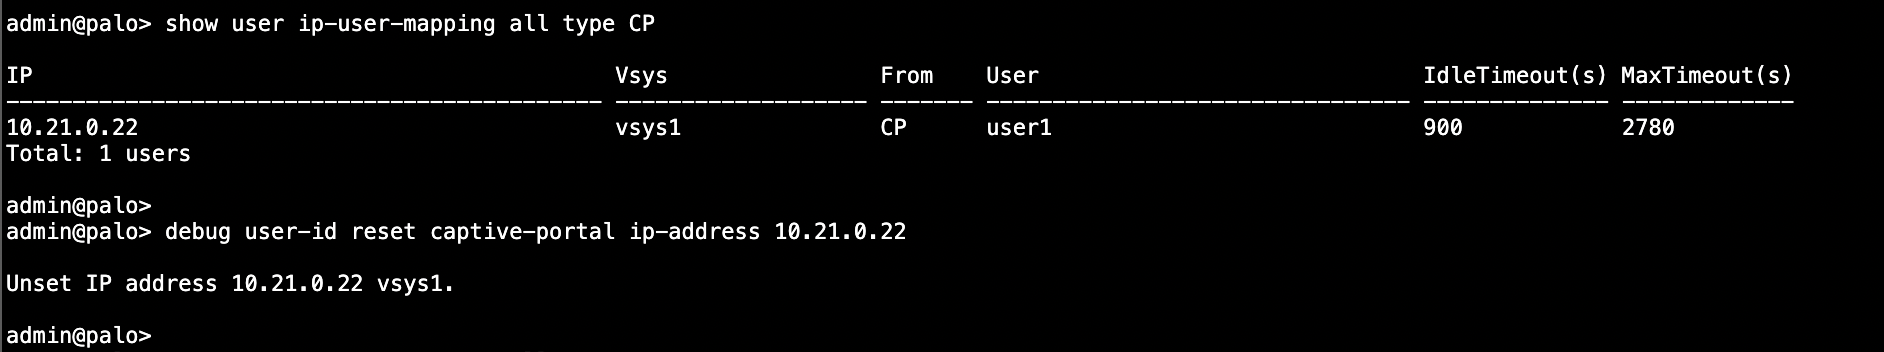 admin@palo> show user ip-user-mapping all type CP
IP Vsys From User IdleTimeout(s) MaxTimeout(s)
--------------------------------------------- ------------------- ------- -------------------------------- -------------- -------------
10.21.0.22 vsys1 CP user1 900 2780
Total: 1 users
admin@palo>
admin@palo> debug user-id reset captive-portal ip-address 10.21.0.22
Unset IP address 10.21.0.22 vsys1.
admin@palo>